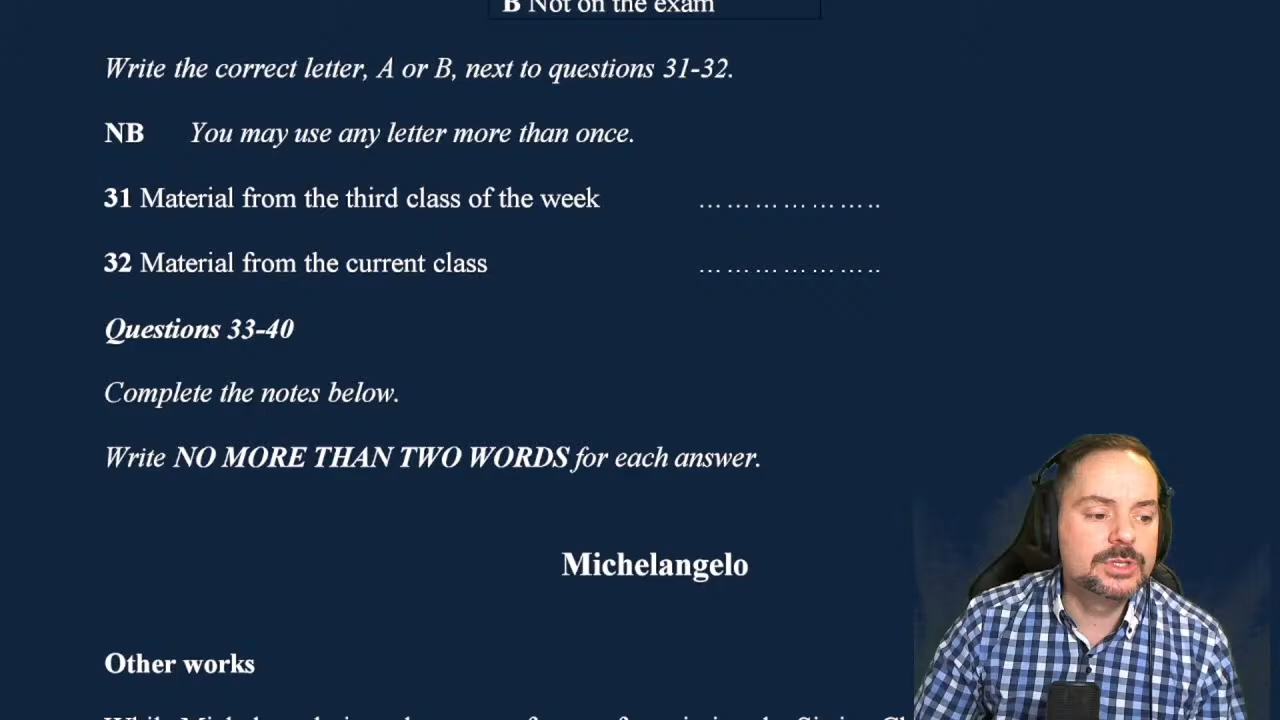 B Not on the exam
Write the correct letter, A or B, next to questions 31-32.
NB You may use any letter more than once.
31 Material from the third class of the week ………………..
32 Material from the current class ………………..
Questions 33-40
Complete the notes below.
Write NO MORE THAN TWO WORDS for each answer.
Michelangelo
Other works